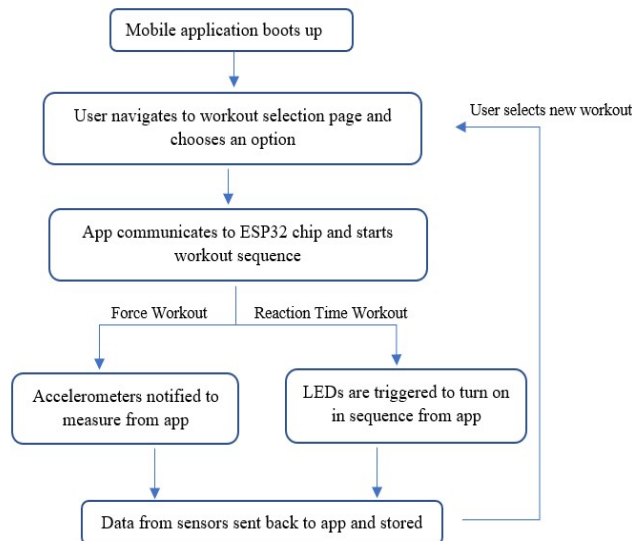 Mobile application boots up
User navigates to workout selection page and
chooses an option
User selects new workout
App communicates to ESP32 chip and starts
workout sequence
Force Workout
Reaction Time Workout
Accelerometers notified to
measure from app
LEDs are triggered to turn on
in sequence from app
Data from sensors sent back to app and stored